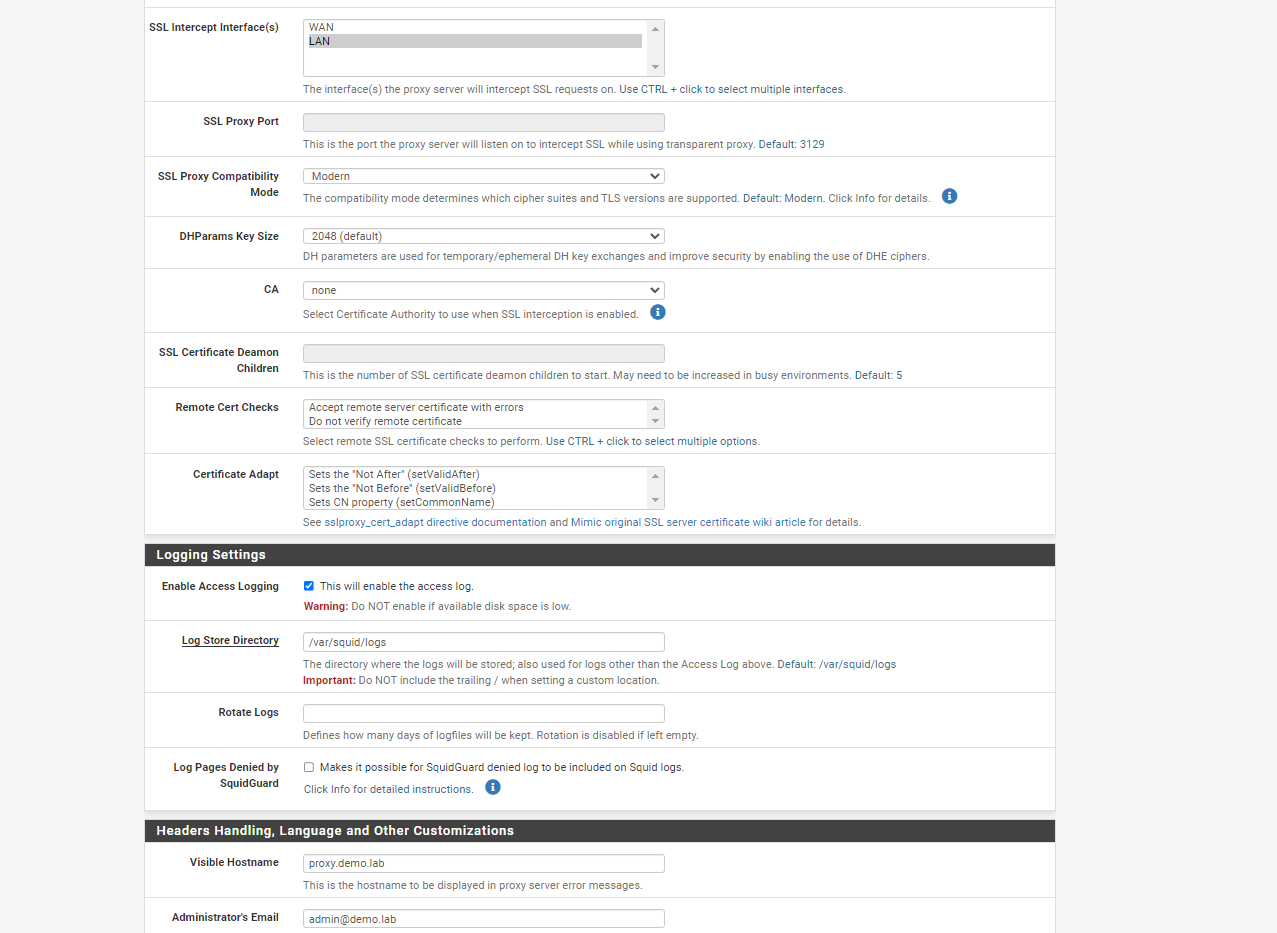 SSL Intercept Interface(s)
WAN
LAN
The interface(s) the proxy server will intercept SSL requests on. Use CTRL + click to select multiple interfaces.
SSL Proxy Port
This is the port the proxy server will listen on to intercept SSL while using transparent proxy. Default: 3129
SSL Proxy Compatibility
Mode
Modern
The compatibility mode determines which cipher suites and TLS versions are supported. Default: Modern. Click Info for details.
DHParams Key Size
2048 (default)
DH parameters are used for temporary/ephemeral DH key exchanges and improve security by enabling the use of DHE ciphers.
CA
none
Select Certificate Authority to use when SSL interception is enabled.
SSL Certificate Deamon
Children
This is the number of SSL certificate deamon children to start. May need to be increased in busy environments. Default: 5
Remote Cert Checks
Accept remote server certificate with errors
Do not verify remote certificate
Select remote SSL certificate checks to perform. Use CTRL + click to select multiple options.
Certificate Adapt
Sets the "Not After" (setValidAfter)
Sets the "Not Before" (setValidBefore)
Sets CN property (setCommonName)
See sslproxy_cert_adapt directive documentation and Mimic original SSL server certificate wiki article for details.
Logging Settings
Enable Access Logging
This will enable the access log.
Warning: Do NOT enable if available disk space is low.
Log Store Directory
/var/squid/logs
The directory where the logs will be stored; also used for logs other than the Access Log above. Default: /var/squid/logs
Important: Do NOT include the trailing / when setting a custom location.
Rotate Logs
Defines how many days of logfiles will be kept. Rotation is disabled if left empty.
Log Pages Denied by
SquidGuard
Makes it possible for SquidGuard denied log to be included on Squid logs.
Click Info for detailed instructions.
Headers Handling, Language and Other Customizations
Visible Hostname
proxy.demo.lab
This is the hostname to be displayed in proxy server error messages.
Administrator's Email
admin@demo.lab